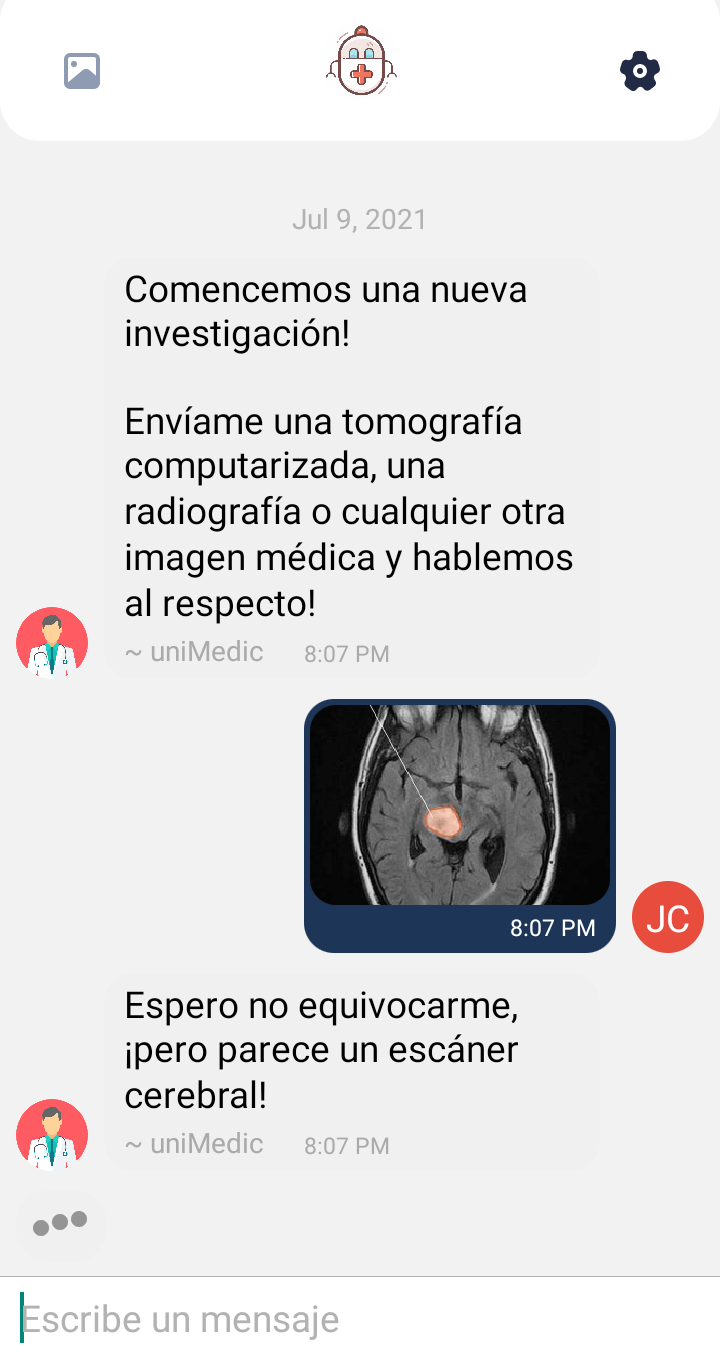 Jul 9, 2021
Comencemos una nueva
investigación!
Envíame una tomografía
computarizada, una
radiografía o cualquier otra
imagen médica y hablemos
al respecto!
~ uniMedic 8:07 PM
8:07 PM
JC
Espero no equivocarme,
¡pero parece un escáner
cerebral!
~ uniMedic 8:07 PM
Escribe un mensaje